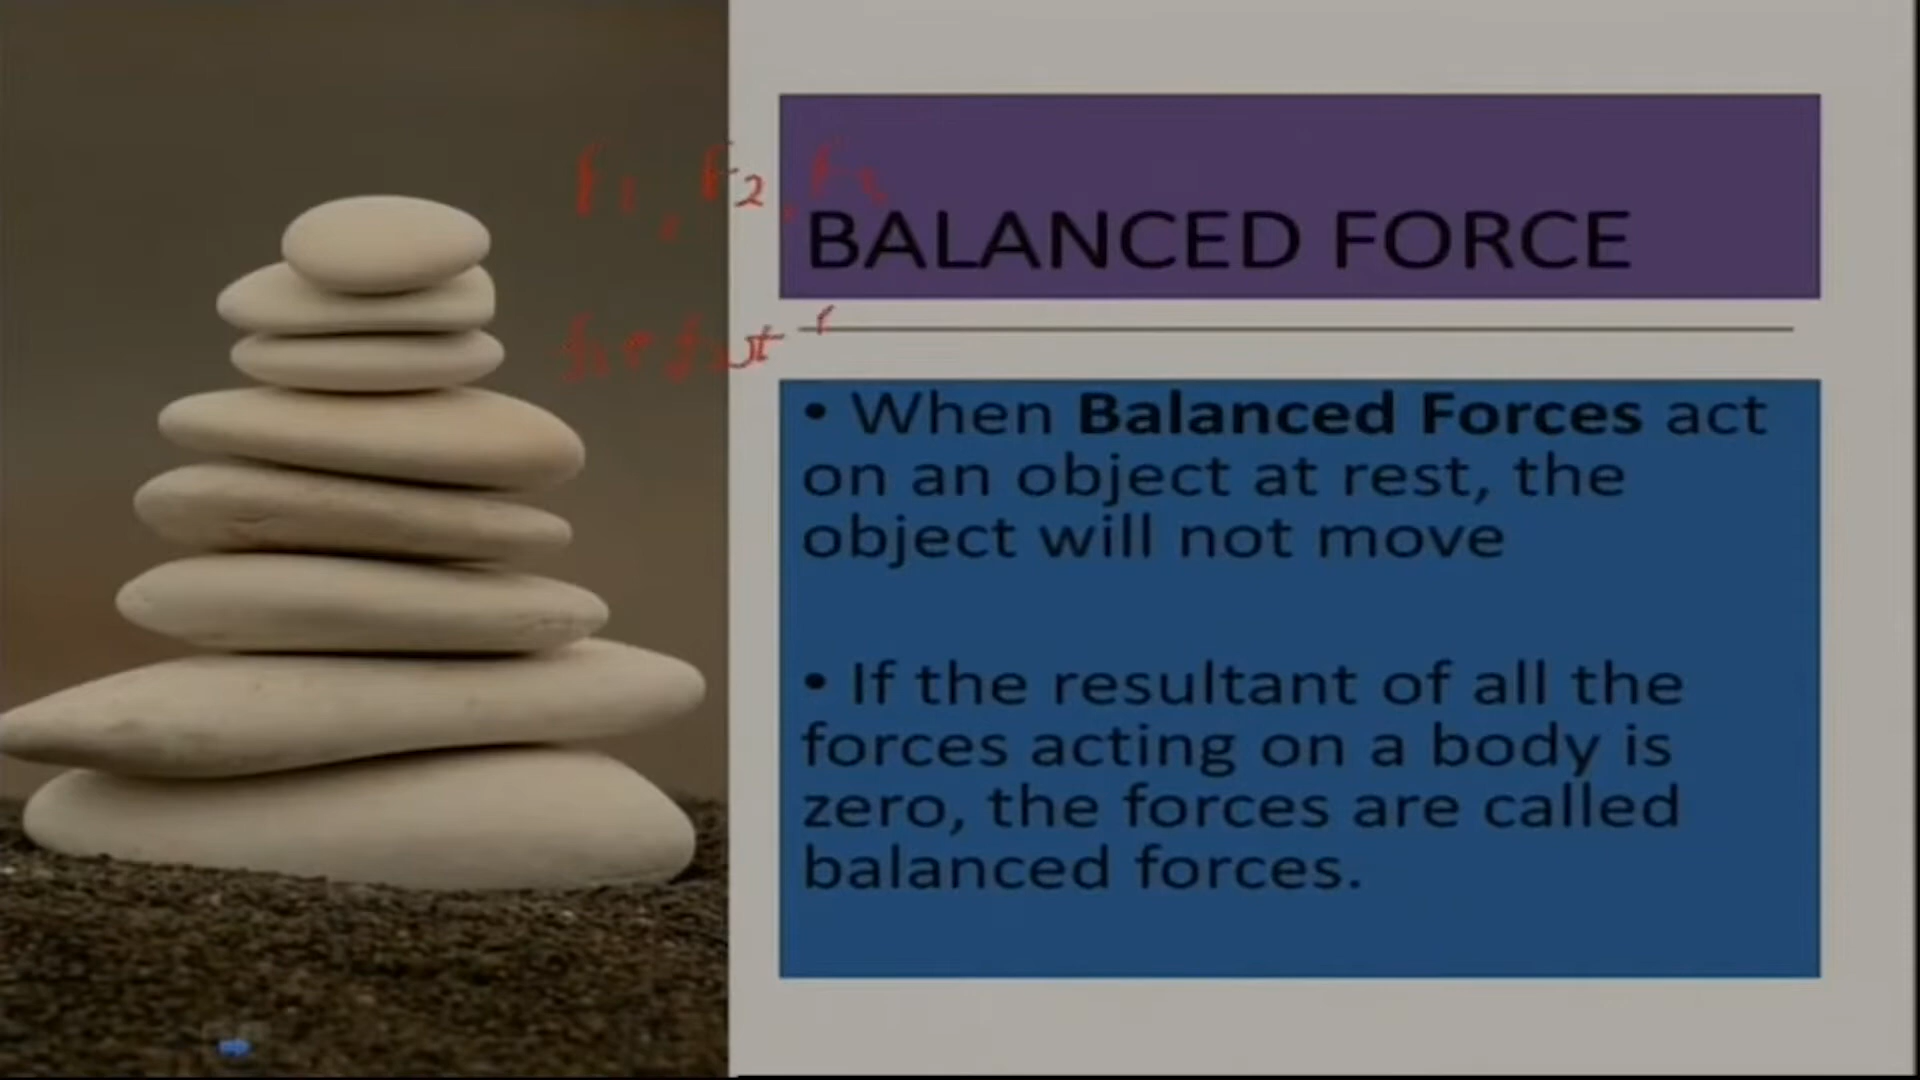 F1, F2, F3
BALANCED FORCE
• When Balanced Forces act
on an object at rest, the
object will not move
• If the resultant of all the
forces acting on a body is
zero, the forces are called
balanced forces.